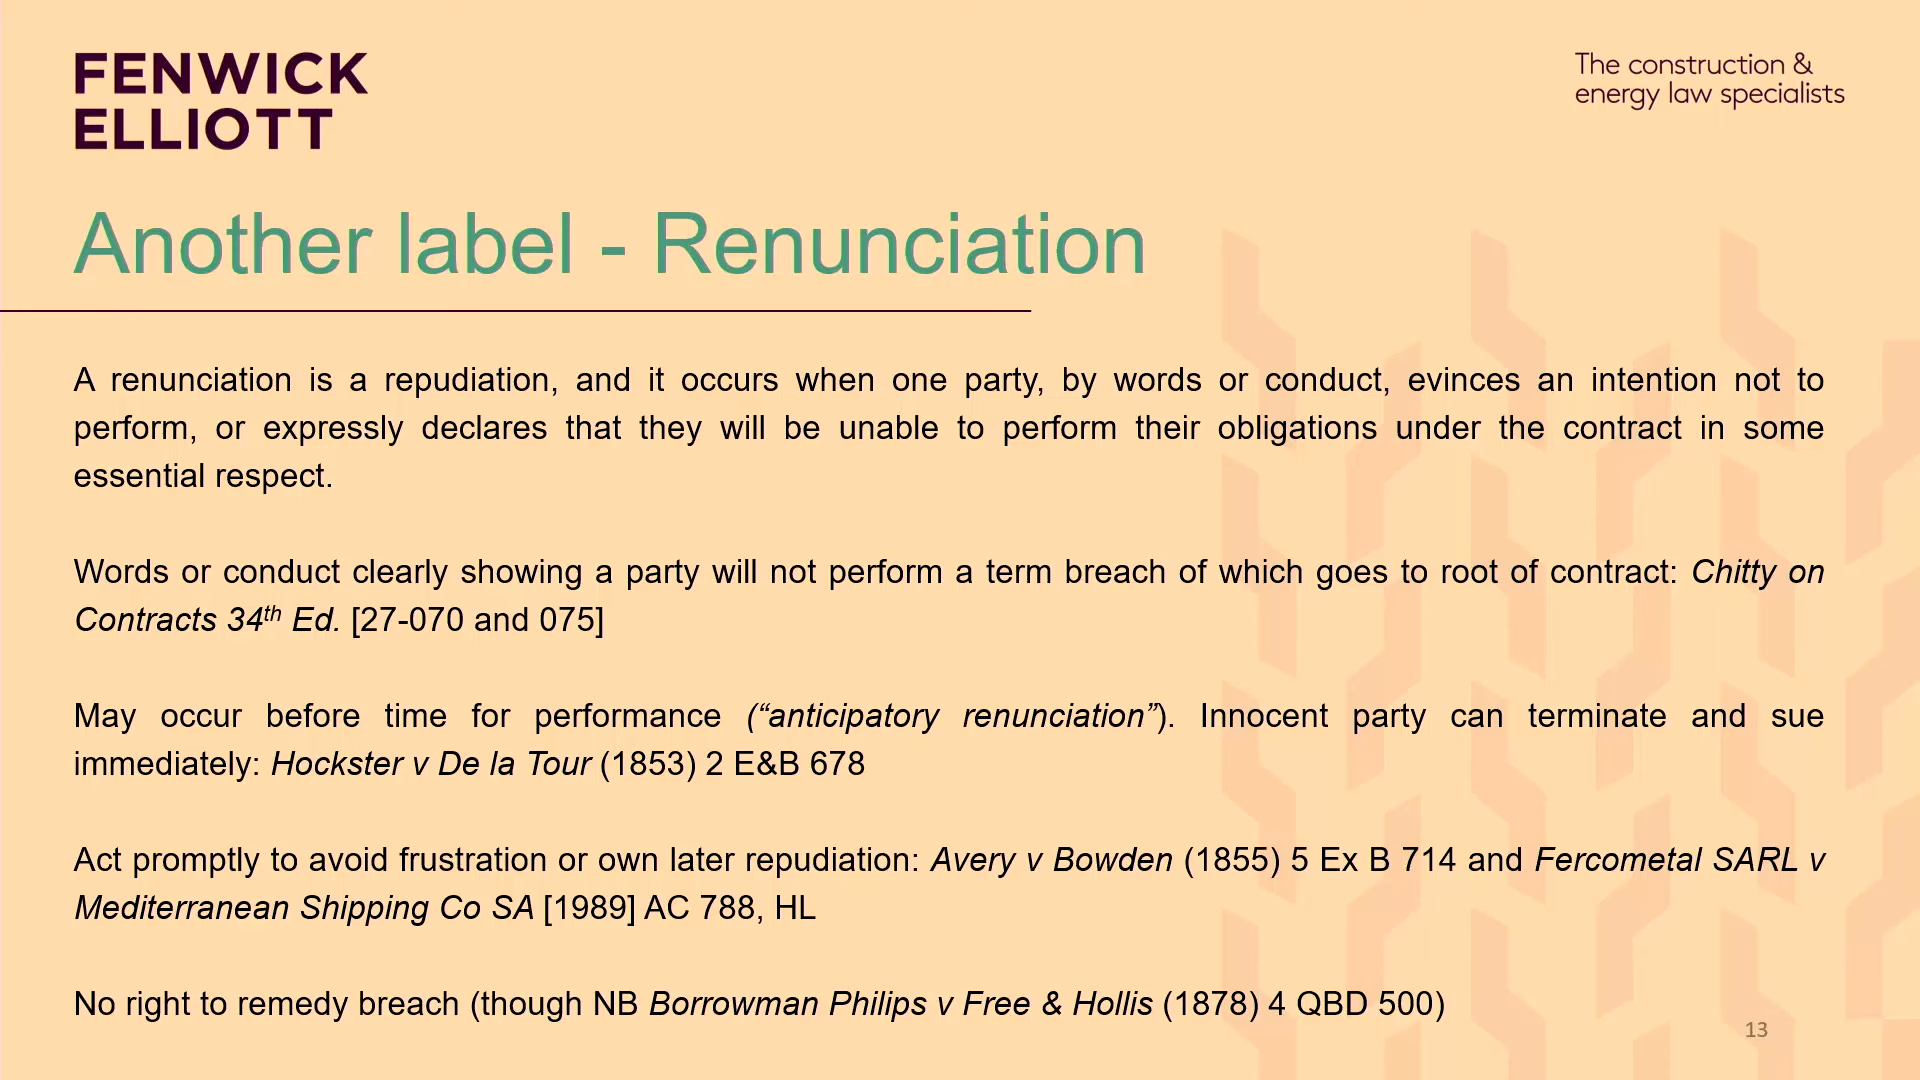 FENWICK
ELLIOTT
The construction &
energy law specialists
Another label - Renunciation
A renunciation is a repudiation, and it occurs when one party, by words or conduct, evinces an intention not to
perform, or expressly declares that they will be unable to perform their obligations under the contract in some
essential respect.
Words or conduct clearly showing a party will not perform a term breach of which goes to root of contract: Chitty on
Contracts 34th Ed. [27-070 and 075]
May occur before time for performance (“anticipatory renunciation”). Innocent party can terminate and sue
immediately: Hockster v De la Tour (1853) 2 E&B 678
Act promptly to avoid frustration or own later repudiation: Avery v Bowden (1855) 5 Ex B 714 and Fercometal SARL v
Mediterranean Shipping Co SA [1989] AC 788, HL
No right to remedy breach (though NB Borrowman Philips v Free & Hollis (1878) 4 QBD 500)
13